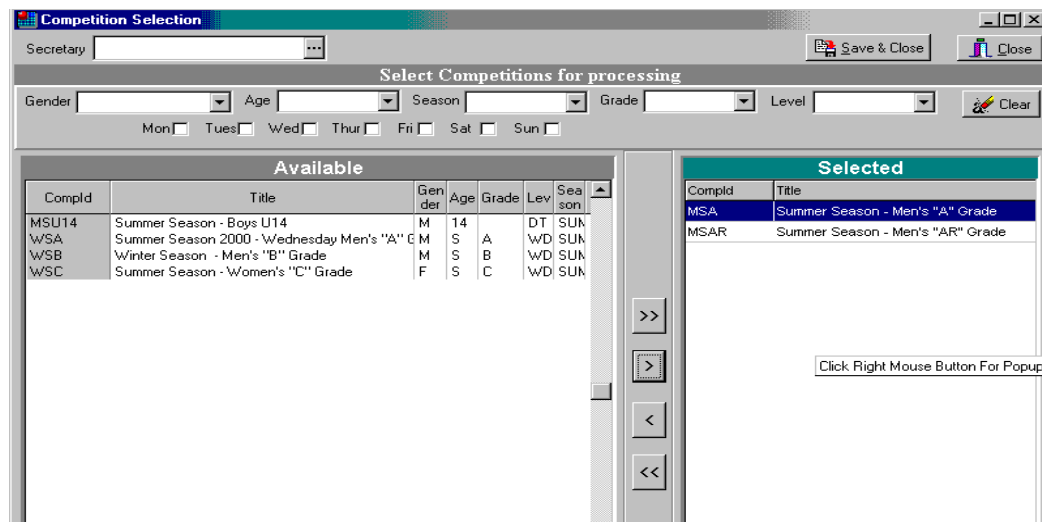 Competition Selection
Secretary ... Save & Close Close
Select Competitions for processing
Gender Age Season Grade Level Clear
Mon Tues Wed Thur Fri Sat Sun
Available Selected
CompId Title Gen der Age Grade Lev Sea son CompId Title
MSU14 Summer Season - Boys U14 M 14 DT SUN
WSA Summer Season 2000 - Wednesday Men's "A" G M S A WD SUN
WSB Winter Season - Men's "B" Grade M S B WD SUN
WSC Summer Season - Women's "C" Grade F S C WD SUN
MSA Summer Season - Men's "A" Grade
MSAR Summer Season - Men's "AR" Grade
>>
>
<
<<
Click Right Mouse Button For Popup